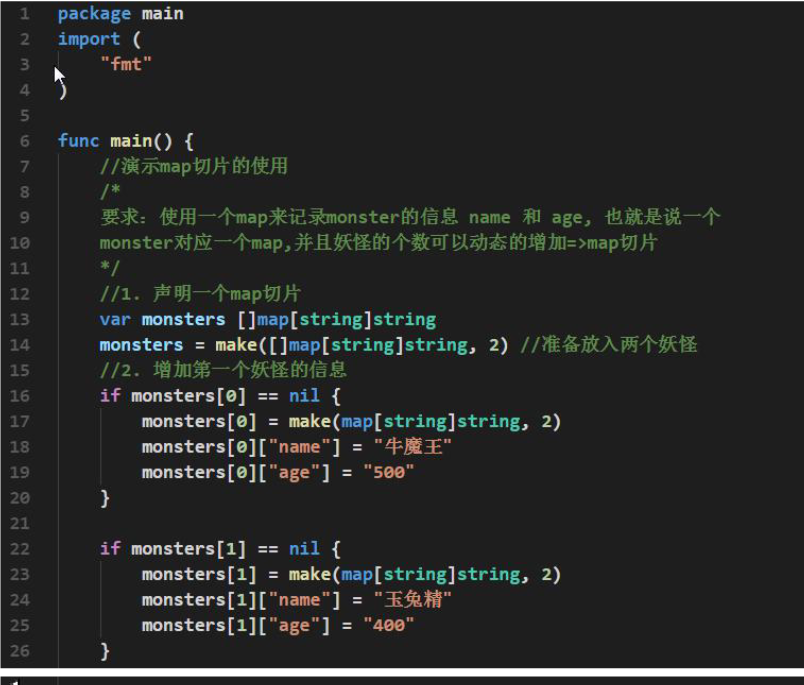 1 package main
2 import (
3     "fmt"
4 )
5
6 func main() {
7     //演示map切片的使用
8     /*
9     要求：使用一个map来记录monster的信息 name 和 age, 也就是说一个
10     monster对应一个map,并且妖怪的个数可以动态的增加=>map切片
11     */
12     //1. 声明一个map切片
13     var monsters []map[string]string
14     monsters = make([]map[string]string, 2) //准备放入两个妖怪
15     //2. 增加第一个妖怪的信息
16     if monsters[0] == nil {
17         monsters[0] = make(map[string]string, 2)
18         monsters[0]["name"] = "牛魔王"
19         monsters[0]["age"] = "500"
20     }
21
22     if monsters[1] == nil {
23         monsters[1] = make(map[string]string, 2)
24         monsters[1]["name"] = "玉兔精"
25         monsters[1]["age"] = "400"
26     }